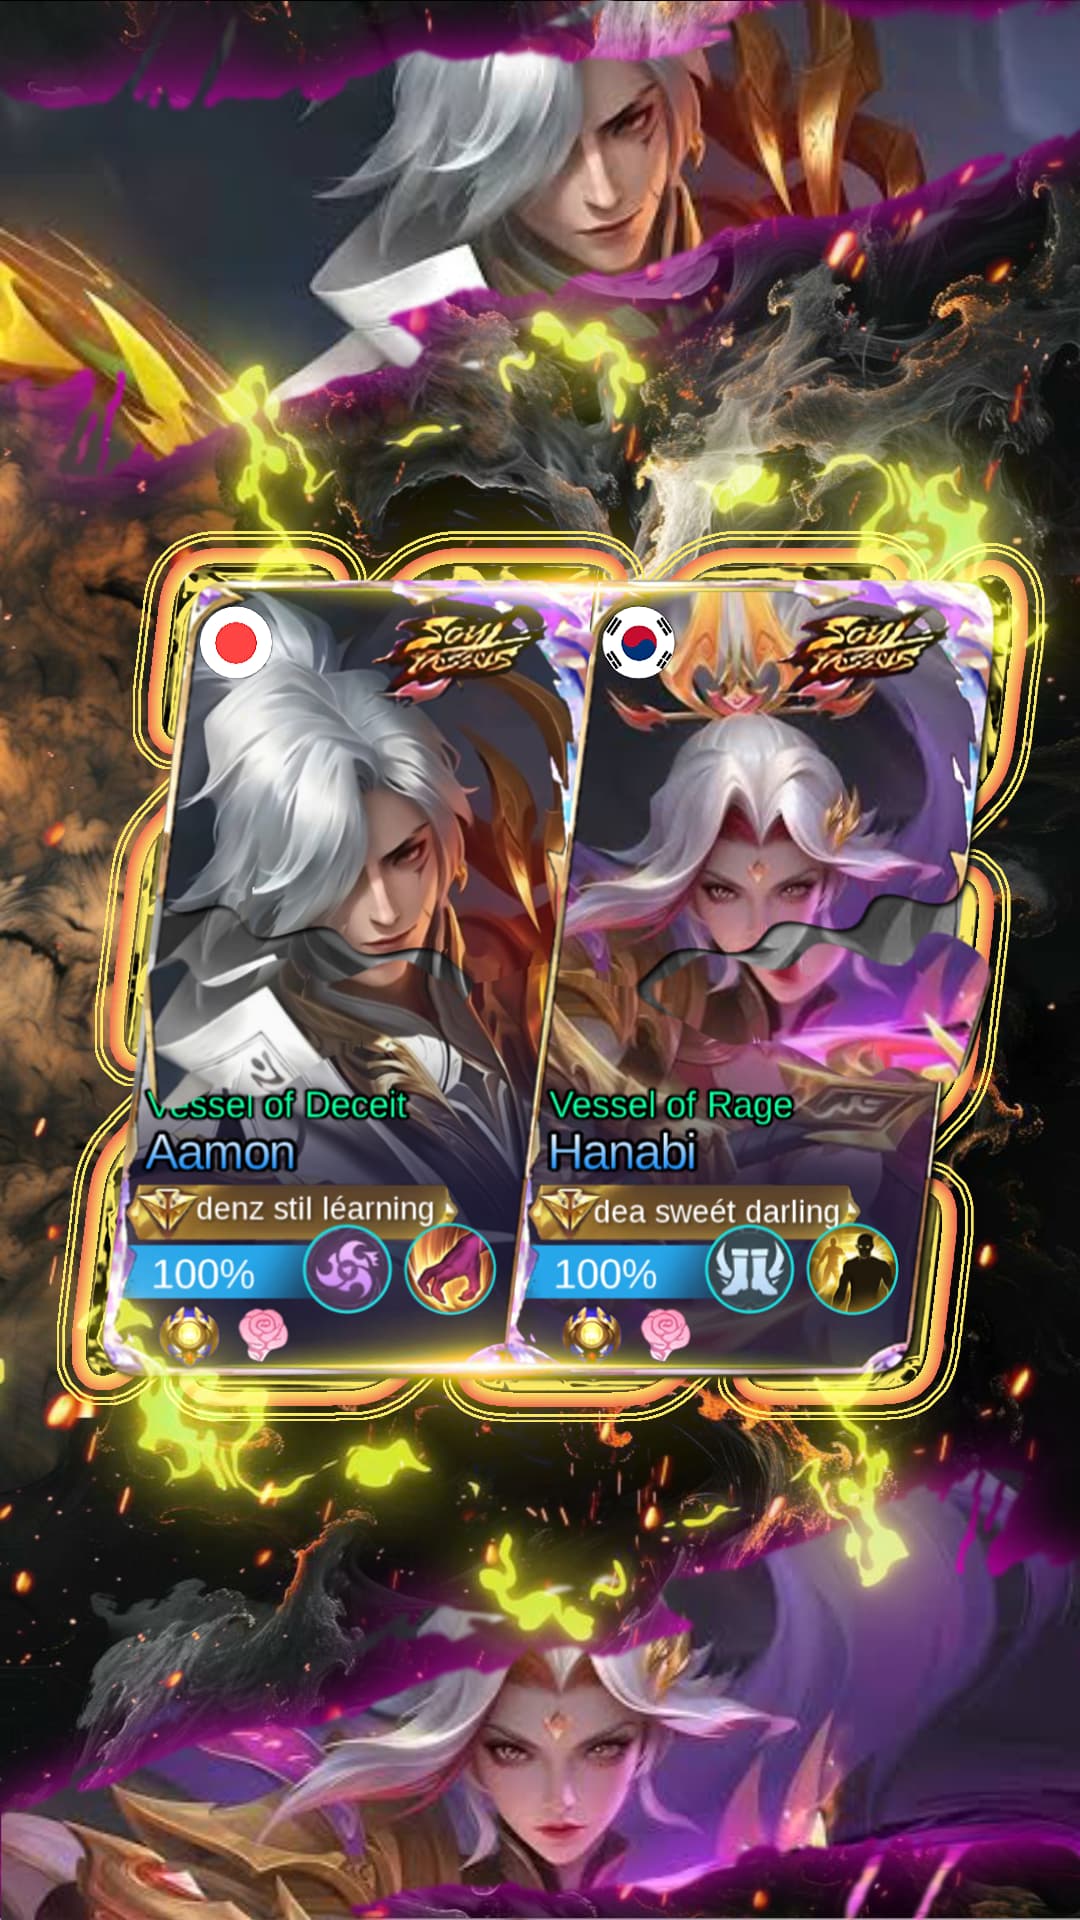 SOUL
VESSELS
SOUL
VESSELS
Vessel of Deceit
Aamon
Vessel of Rage
Hanabi
denz stil léarning
dea sweét darling
100%
100%